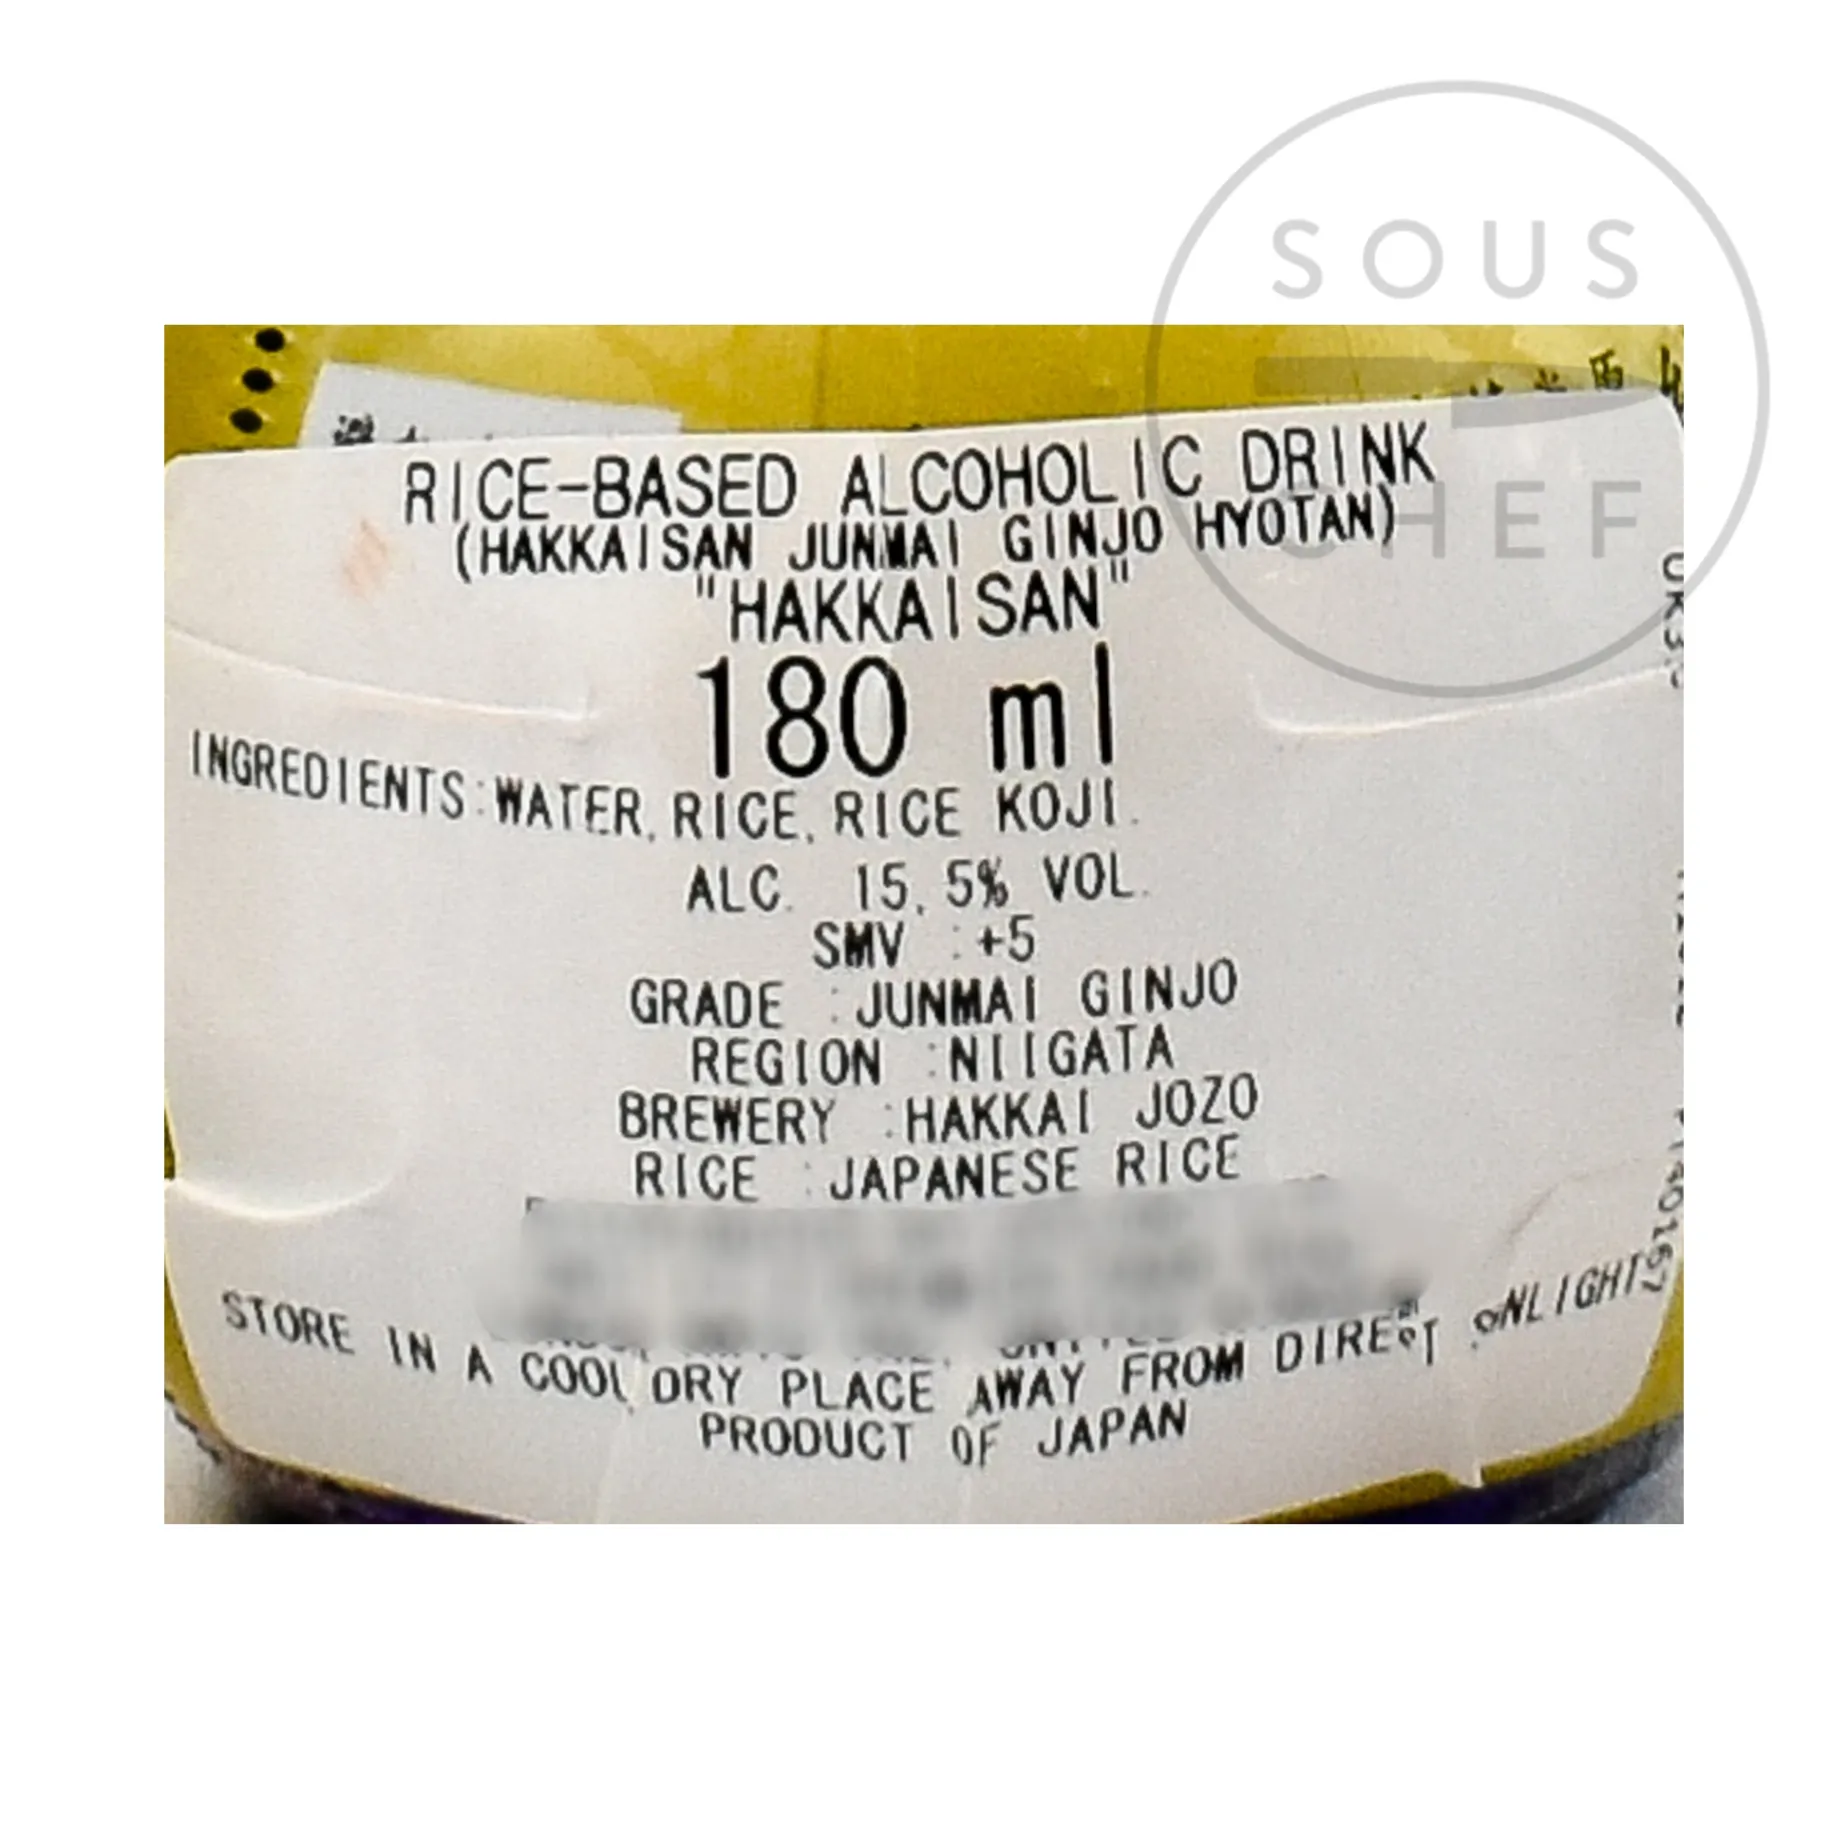 SOUS
CHEF
RICE-BASED ALCOHOLIC DRINK
(HAKKAISAN JUNMAI GINJO HYOTAN)
"HAKKAISAN"
180 ml
INGREDIENTS:WATER, RICE, RICE KOJI.
ALC. 15.5% VOL.
SMV :+5
GRADE :JUNMAI GINJO
REGION :NIIGATA
BREWERY :HAKKAI JOZO
RICE :JAPANESE RICE
STORE IN A COOL DRY PLACE AWAY FROM DIRECT
PRODUCT OF JAPAN